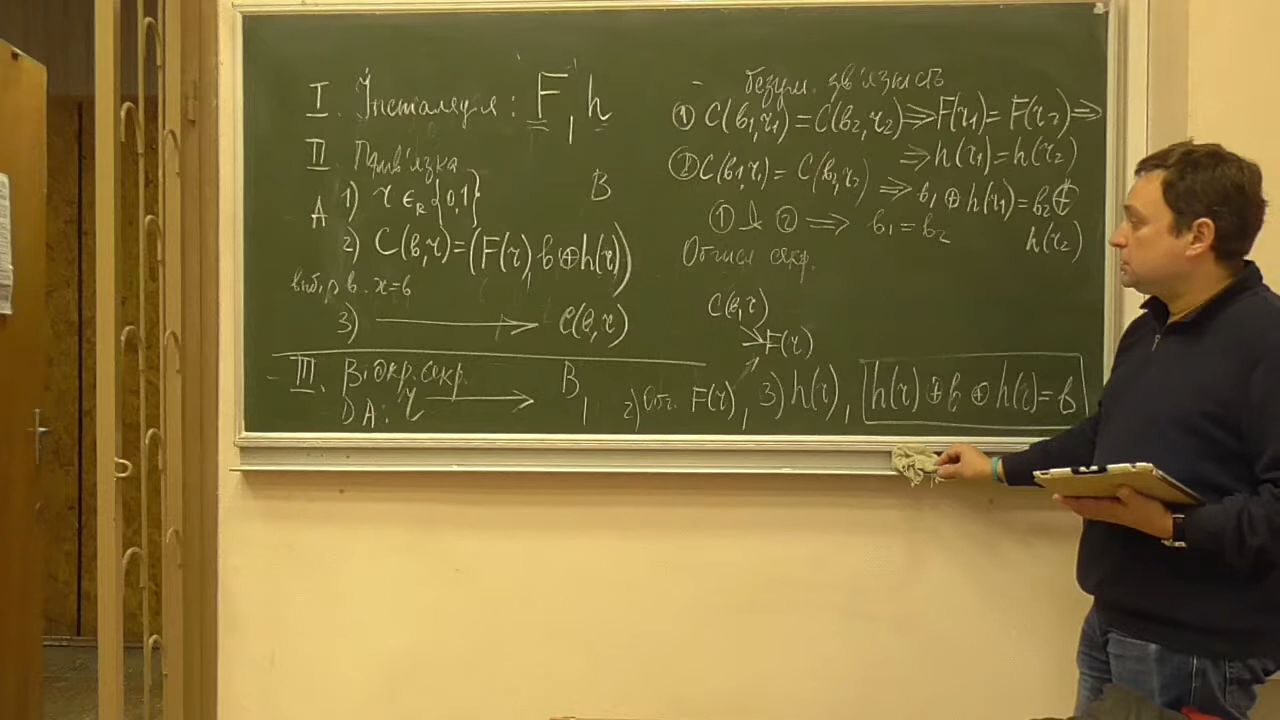 I. Інсталяція: F, h
II. Прив'язка
A 1) r ∈_R {0,1} B
2) C(b,r)=(F(r), b⊕h(r))
вибір в. x=b
3) → C(b,r)
III. Відкр. секр.
A: r → B, 2) Обч. F(r), 3) h(r), h(r)⊕b⊕h(r)=b
- безум. зв'язність
① C(b₁,r₁)=C(b₂,r₂)⇒F(r₁)=F(r₂)⇒
⇒h(r₁)=h(r₂)
② C(b₁,r₁)=C(b₂,r₂)⇒b₁⊕h(r₁)=b₂⊕
h(r₂)
① & ② ⇒ b₁=b₂
Обчисл секр.
C(b,r)
F(r)